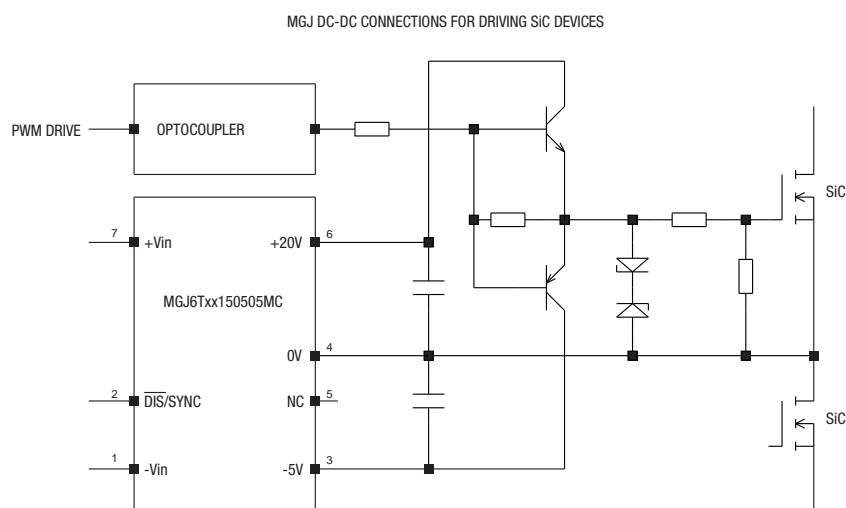 MGJ DC-DC CONNECTIONS FOR DRIVING SiC DEVICES
PWM DRIVE
OPTOCOUPLER
SiC
7
+Vin
+20V
6
MGJ6Txx150505MC
0V
4
2
DIS/SYNC
NC
5
SiC
1
-Vin
-5V
3